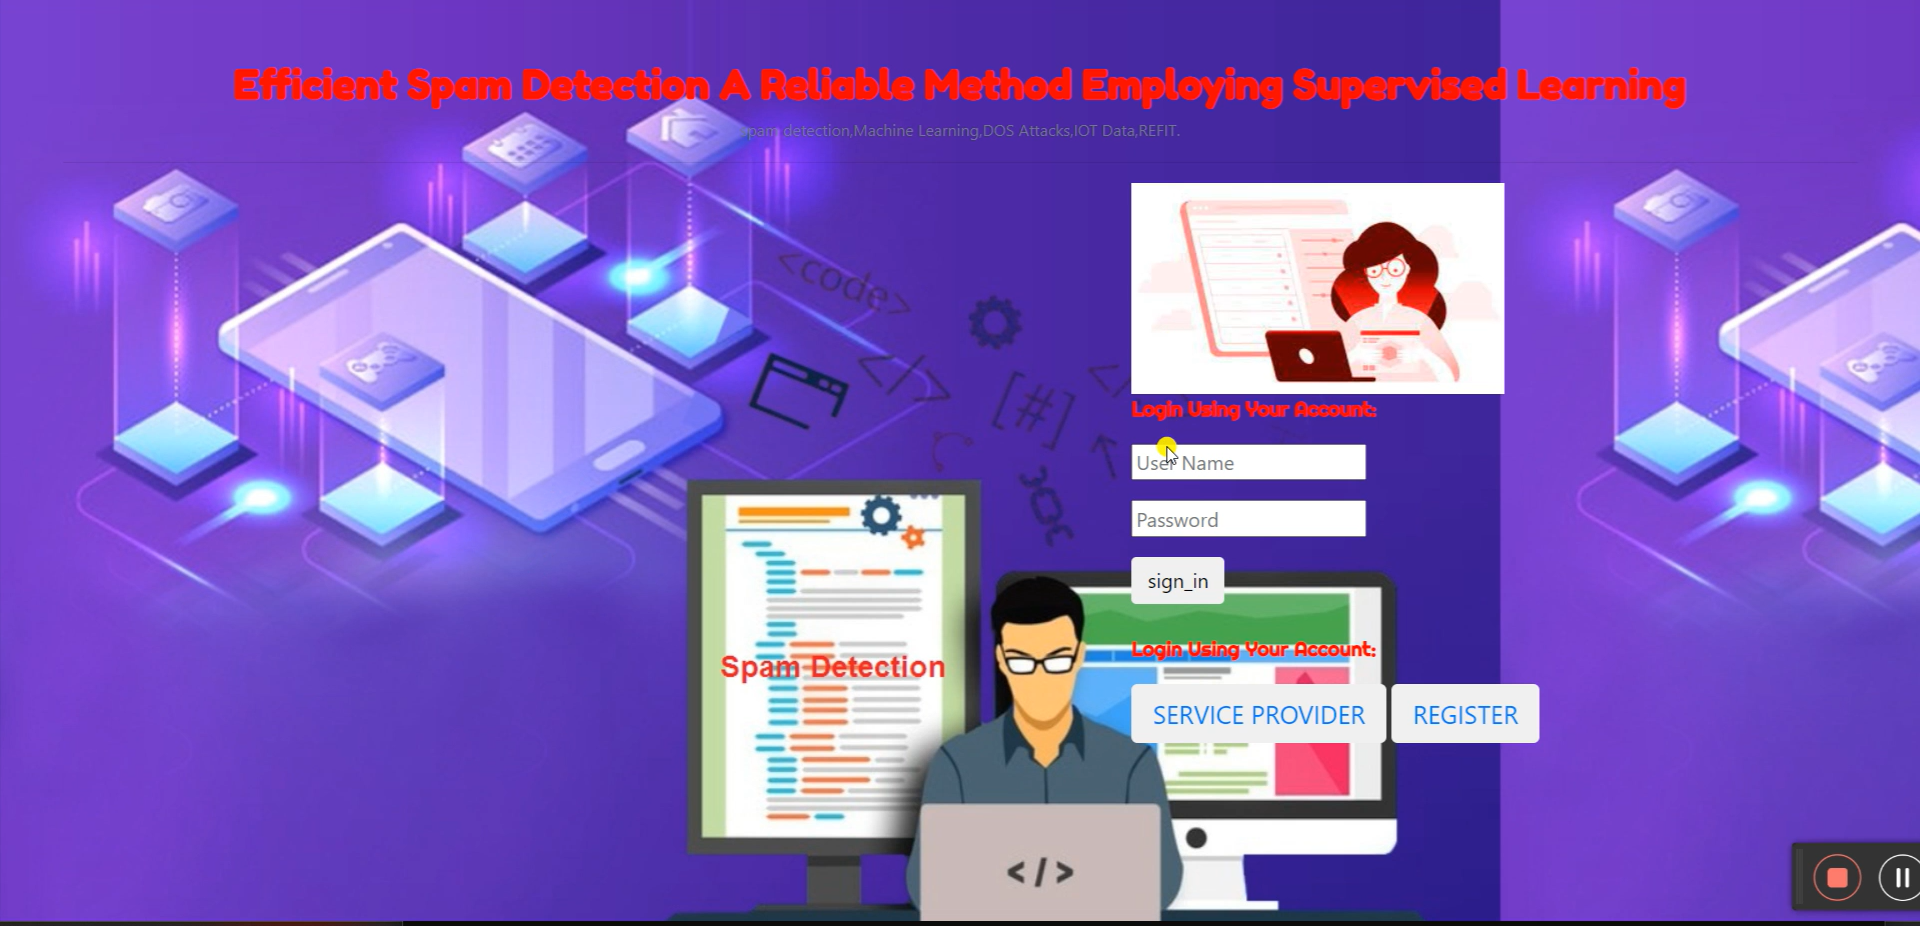 Efficient Spam Detection A Reliable Method Employing Supervised Learning
spam detection,Machine Learning,DOS Attacks,IOT Data,REFIT.
<code>
</>
[#]
Login Using Your Account:
User Name
Password
sign_in
Spam Detection
Login Using Your Account:
SERVICE PROVIDER
REGISTER
</>